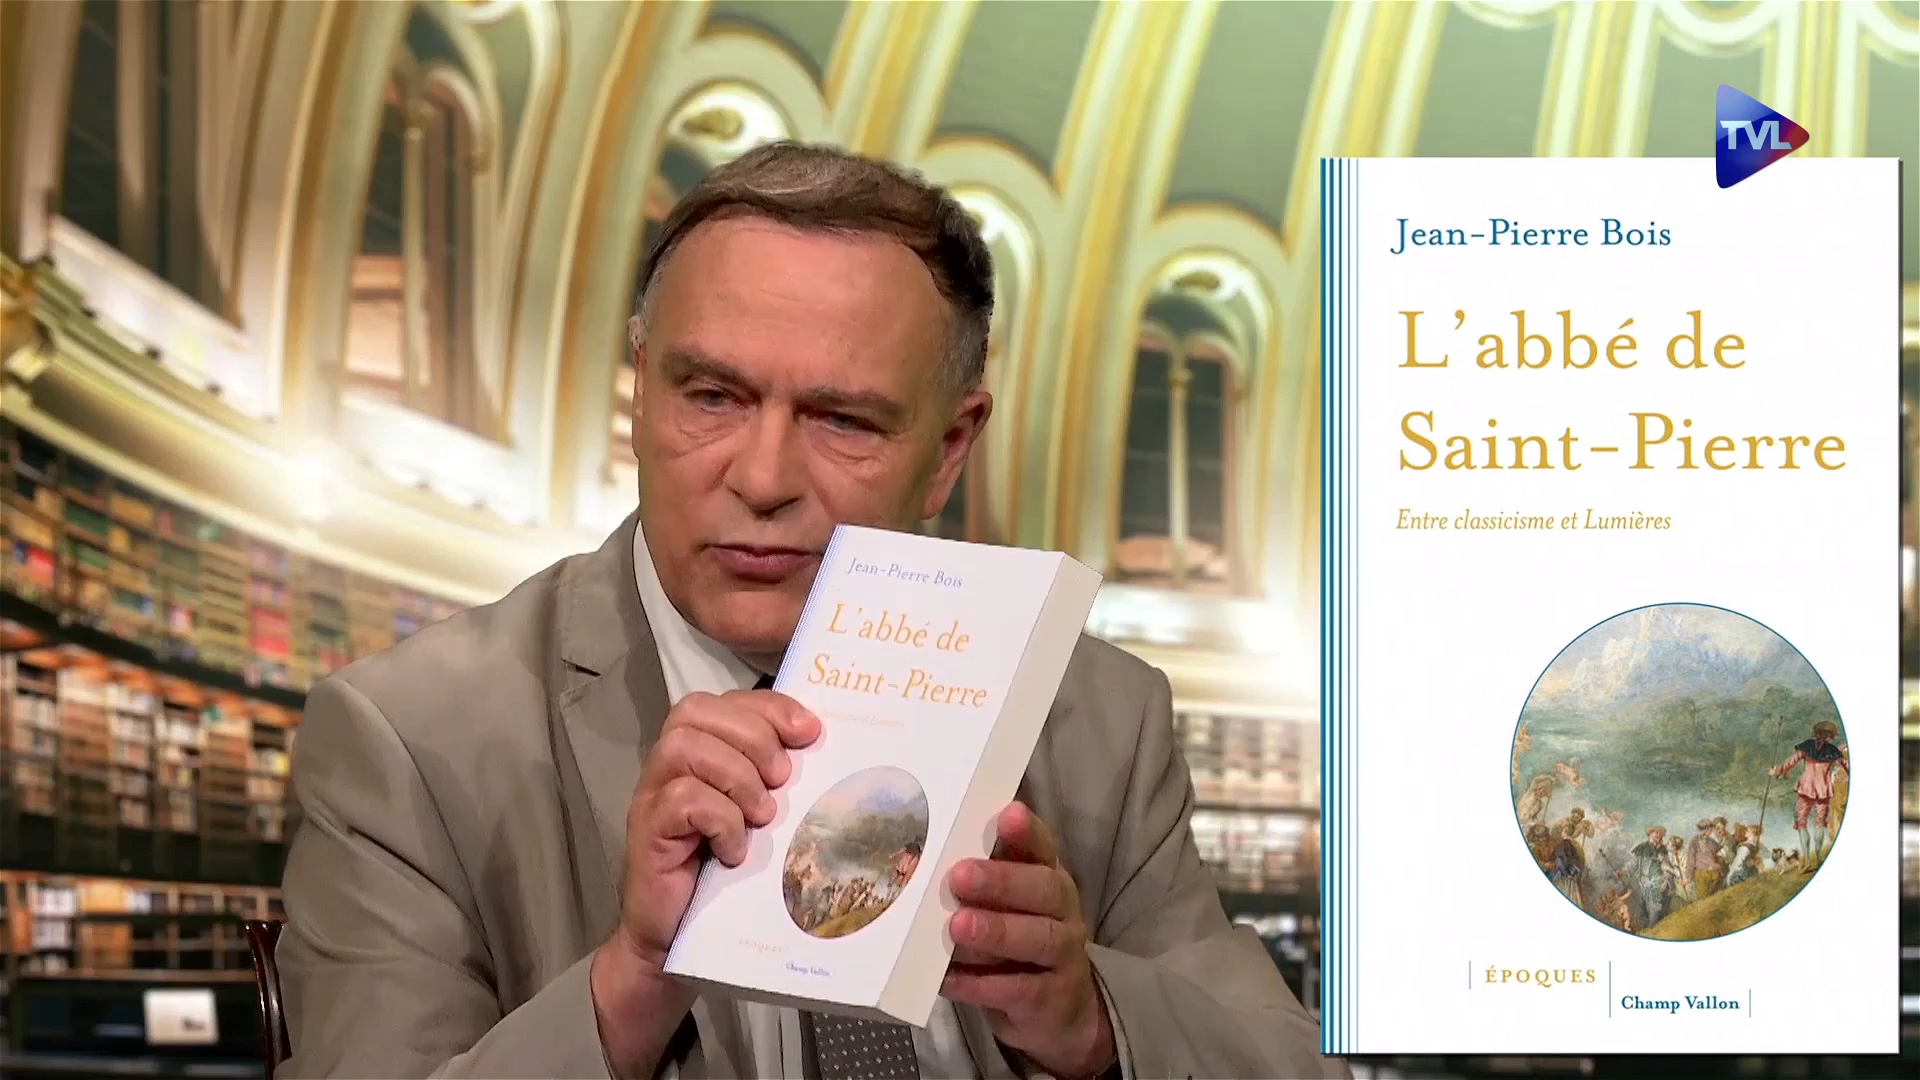 TVL
Jean-Pierre Bois
L'abbé de
Saint-Pierre
Entre classicisme et Lumières
ÉPOQUES
Champ Vallon
Jean-Pierre Bois
L'abbé de
Saint-Pierre
ÉPOQUES
Champ Vallon